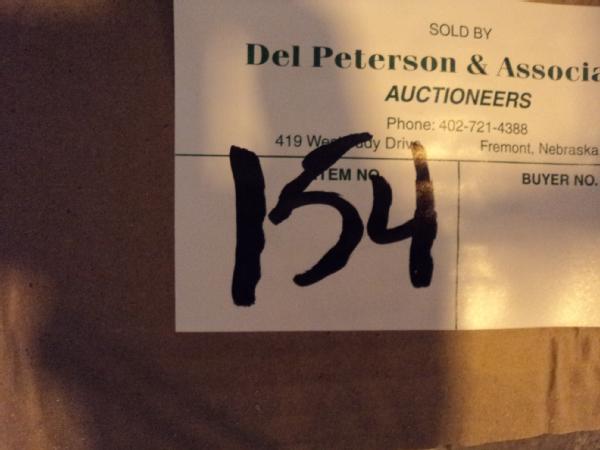 SOLD BY
Del Peterson & Associa
AUCTIONEERS
Phone: 402-721-4388
419 Drive Fremont, Nebraska
ITEM NO. BUYER NO.
154